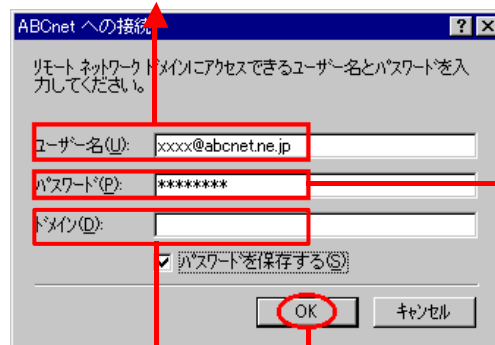 ABCnet への接続
リモート ネットワーク ドメインにアクセスできるユーザー名とパスワードを入
力してください。
ユーザー名(U): xxxx@abcnet.ne.jp
パスワード(P): ********
ドメイン(D):
パスワードを保存する(S)
OK キャンセル